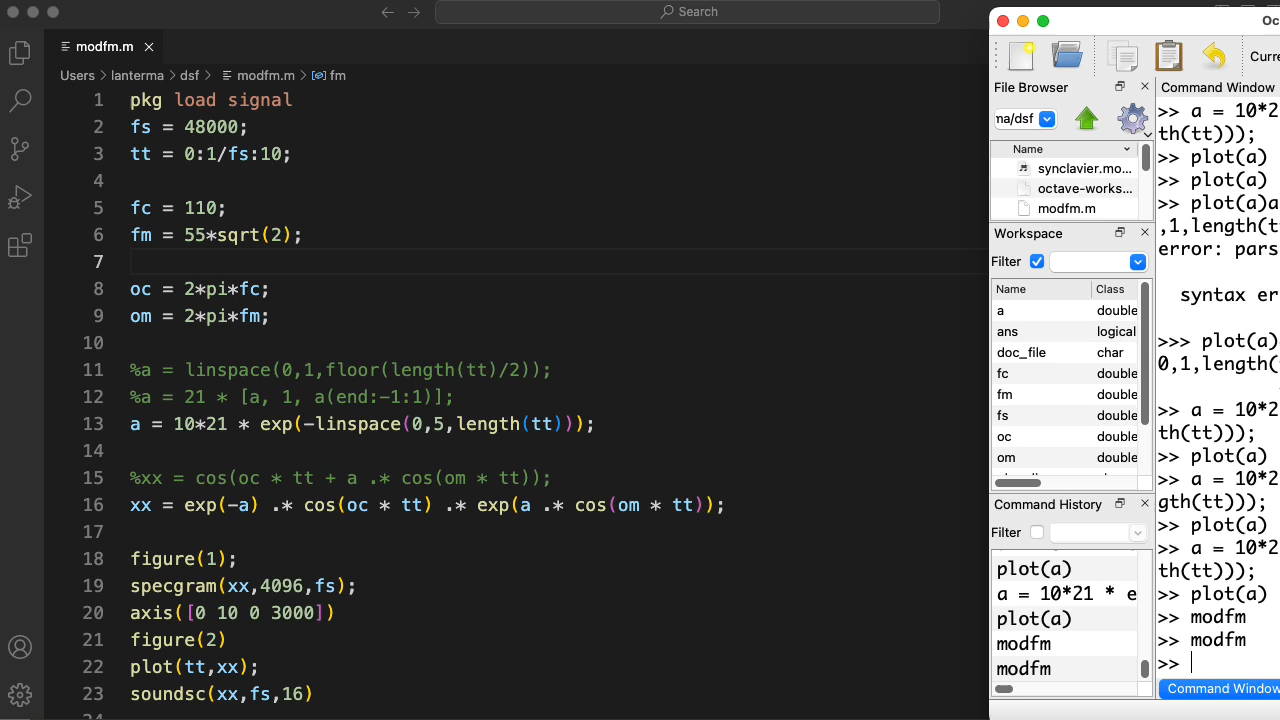 Search
modfm.m
Users > lanterma > dsf > modfm.m > fm
1 pkg load signal
2 fs = 48000;
3 tt = 0:1/fs:10;
4
5 fc = 110;
6 fm = 55*sqrt(2);
7
8 oc = 2*pi*fc;
9 om = 2*pi*fm;
10
11 %a = linspace(0,1,floor(length(tt)/2));
12 %a = 21 * [a, 1, a(end:-1:1)];
13 a = 10*21 * exp(-linspace(0,5,length(tt)));
14
15 %xx = cos(oc * tt + a .* cos(om * tt));
16 xx = exp(-a) .* cos(oc * tt) .* exp(a .* cos(om * tt));
17
18 figure(1);
19 specgram(xx,4096,fs);
20 axis([0 10 0 3000])
21 figure(2)
22 plot(tt,xx);
23 soundsc(xx,fs,16)
Oc
Curre
File Browser
ma/dsf
Name
synclavier.mo...
octave-works...
modfm.m
Workspace
Filter
Name Class
a double
ans logical
doc_file char
fc double
fm double
fs double
oc double
om double
Command History
Filter
plot(a)
a = 10*21 * e
plot(a)
modfm
modfm
Command Window
>> a = 10*2
th(tt)));
>> plot(a)
>> plot(a)
>> plot(a)a
,1,length(t
error: pars
syntax er
>>> plot(a)
0,1,length(
>> a = 10*2
th(tt)));
>> plot(a)
>> a = 10*2
gth(tt)));
>> plot(a)
>> a = 10*2
th(tt)));
>> plot(a)
>> modfm
>> modfm
>>
Command Window